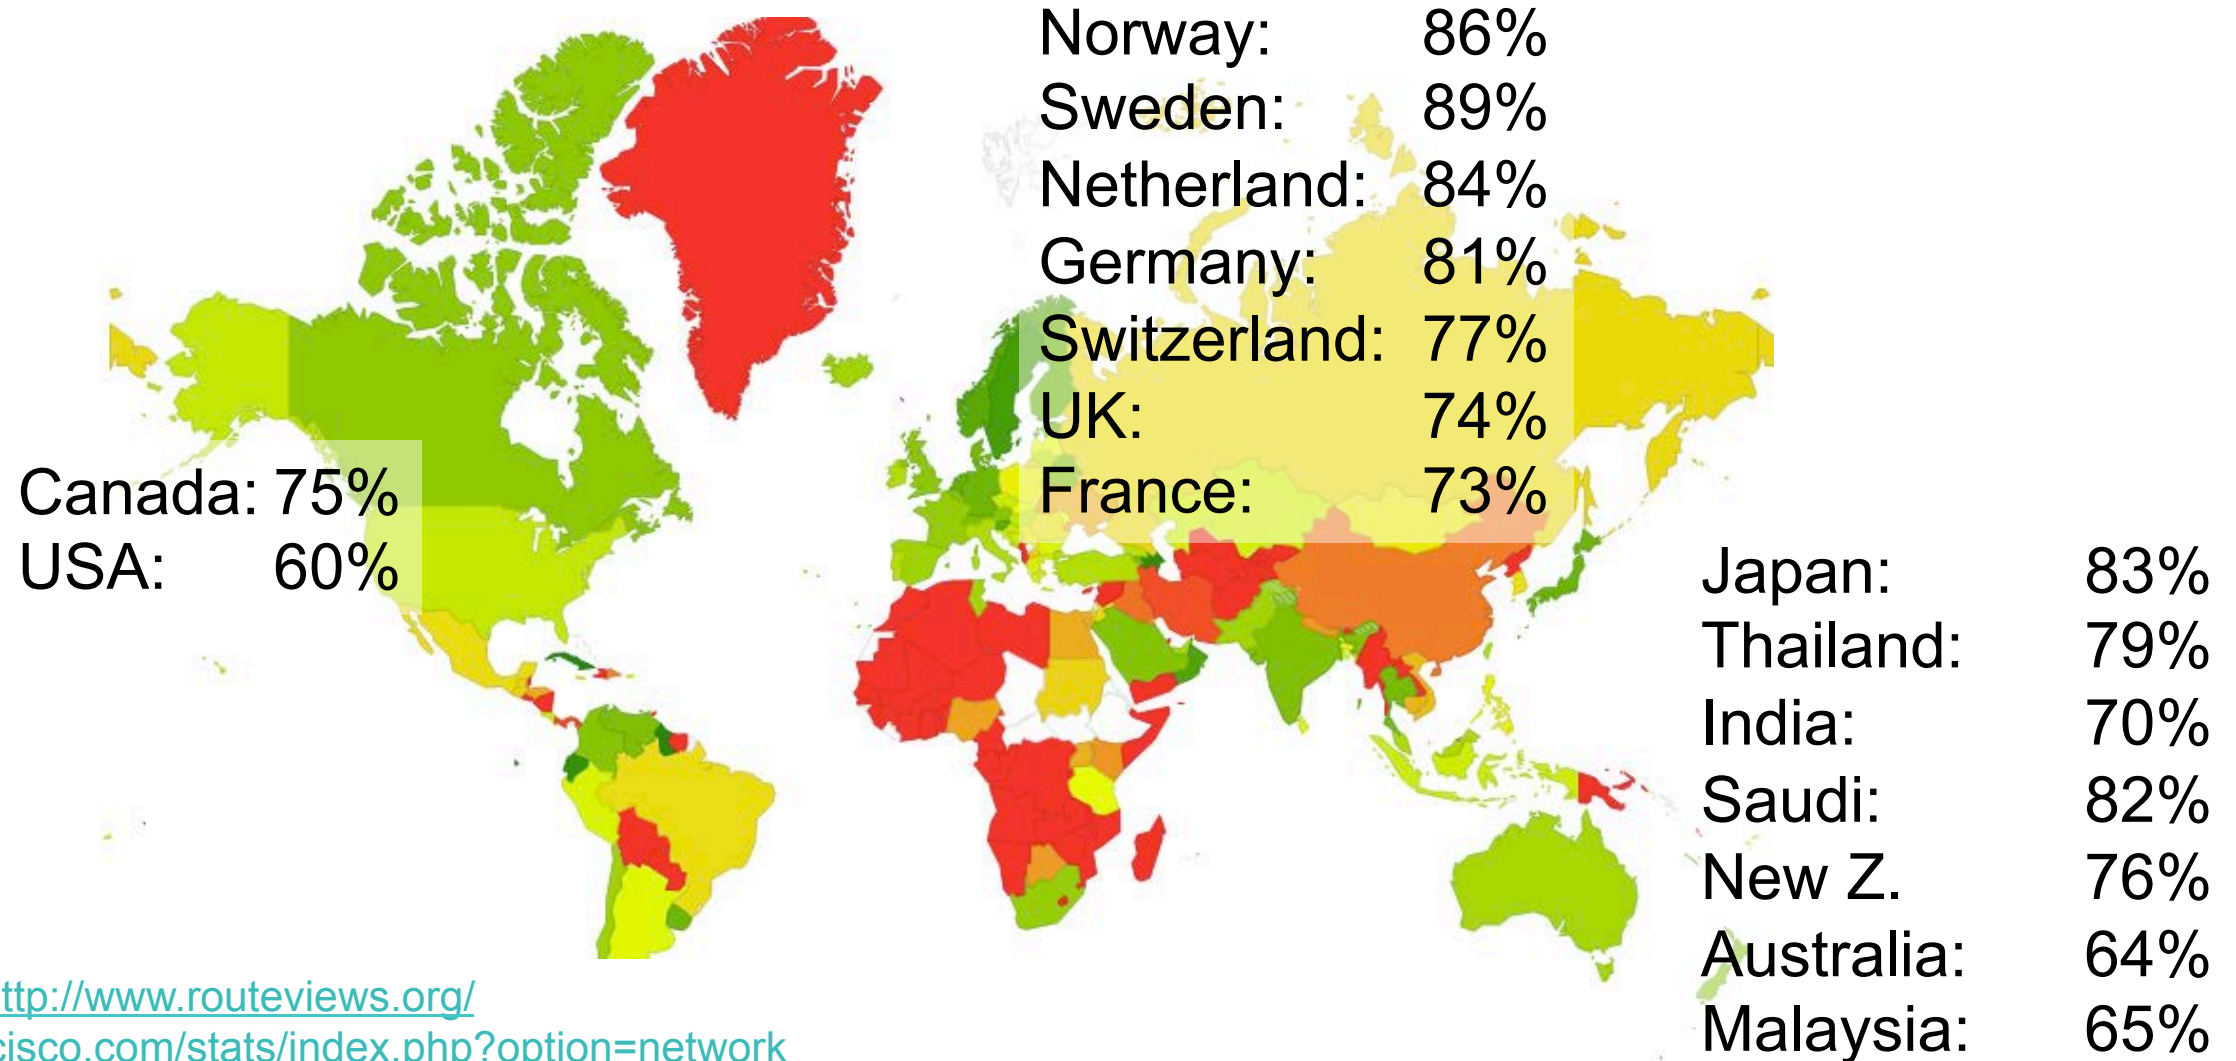 Norway: 86%
Sweden: 89%
Netherland: 84%
Germany: 81%
Switzerland: 77%
UK: 74%
France: 73%
Canada: 75%
USA: 60%
Japan: 83%
Thailand: 79%
India: 70%
Saudi: 82%
New Z. 76%
Australia: 64%
Malaysia: 65%
ttp://www.routeviews.org/
cisco.com/stats/index.php?option=network